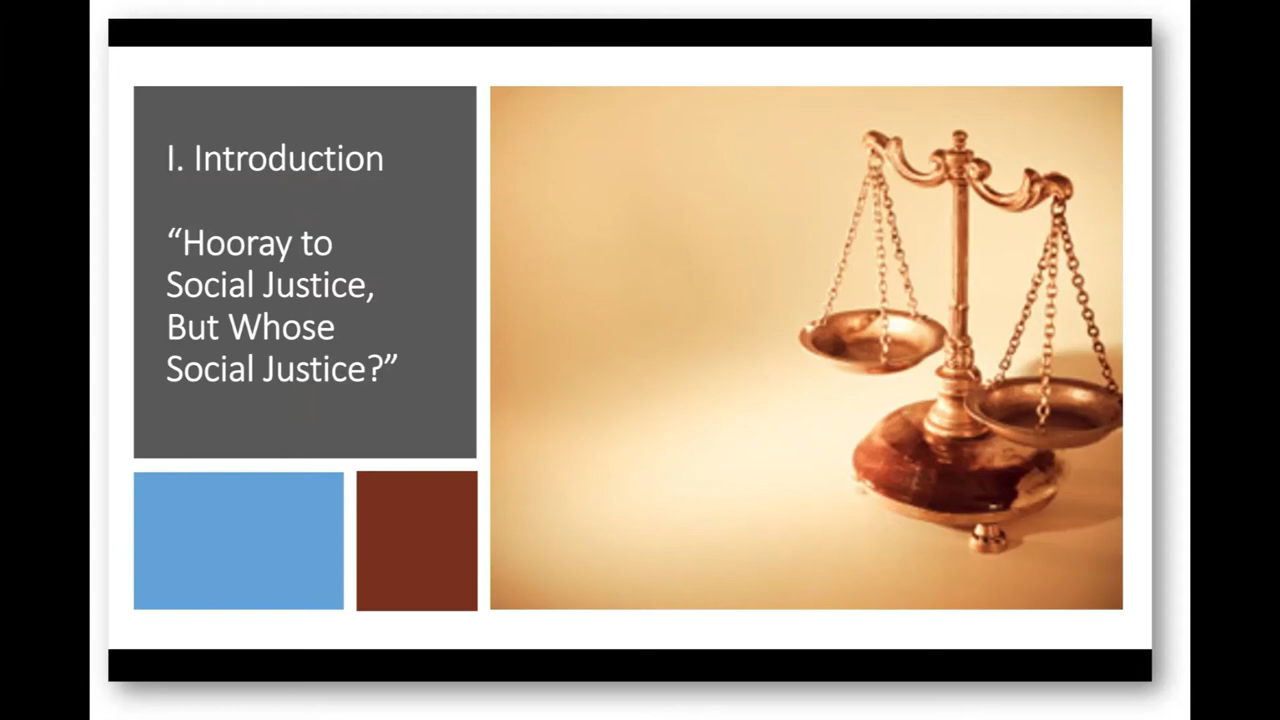 I. Introduction
“Hooray to
Social Justice,
But Whose
Social Justice?”